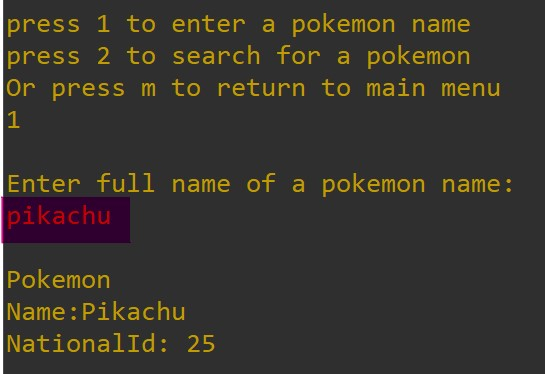 press 1 to enter a pokemon name
press 2 to search for a pokemon
Or press m to return to main menu
1
Enter full name of a pokemon name:
pikachu
Pokemon
Name:Pikachu
NationalId: 25